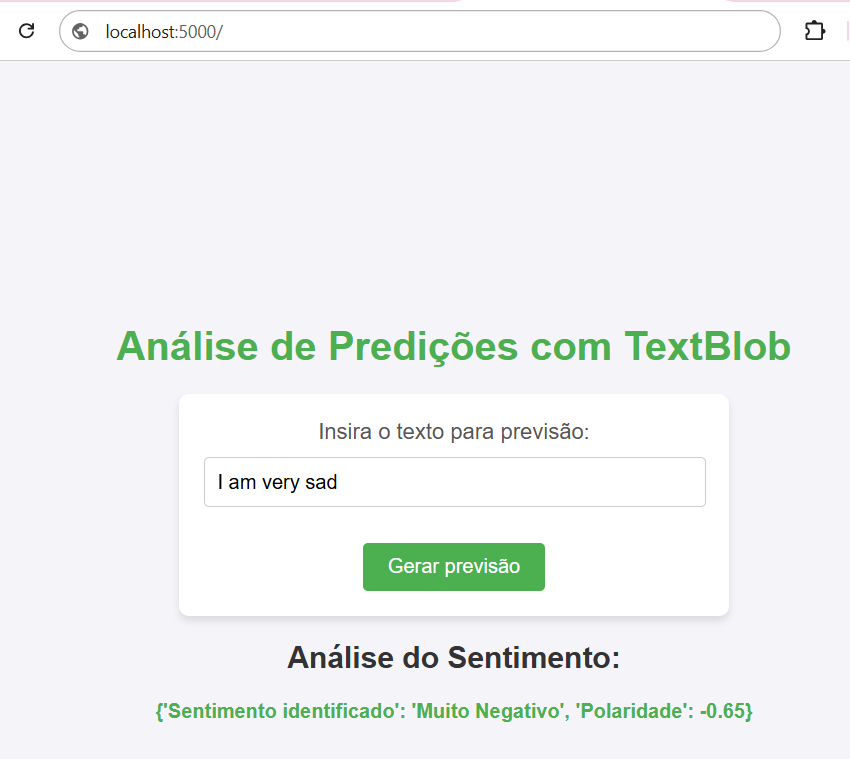 localhost:5000/
Análise de Predições com TextBlob
Insira o texto para previsão:
I am very sad
Gerar previsão
Análise do Sentimento:
{'Sentimento identificado': 'Muito Negativo', 'Polaridade': -0.65}